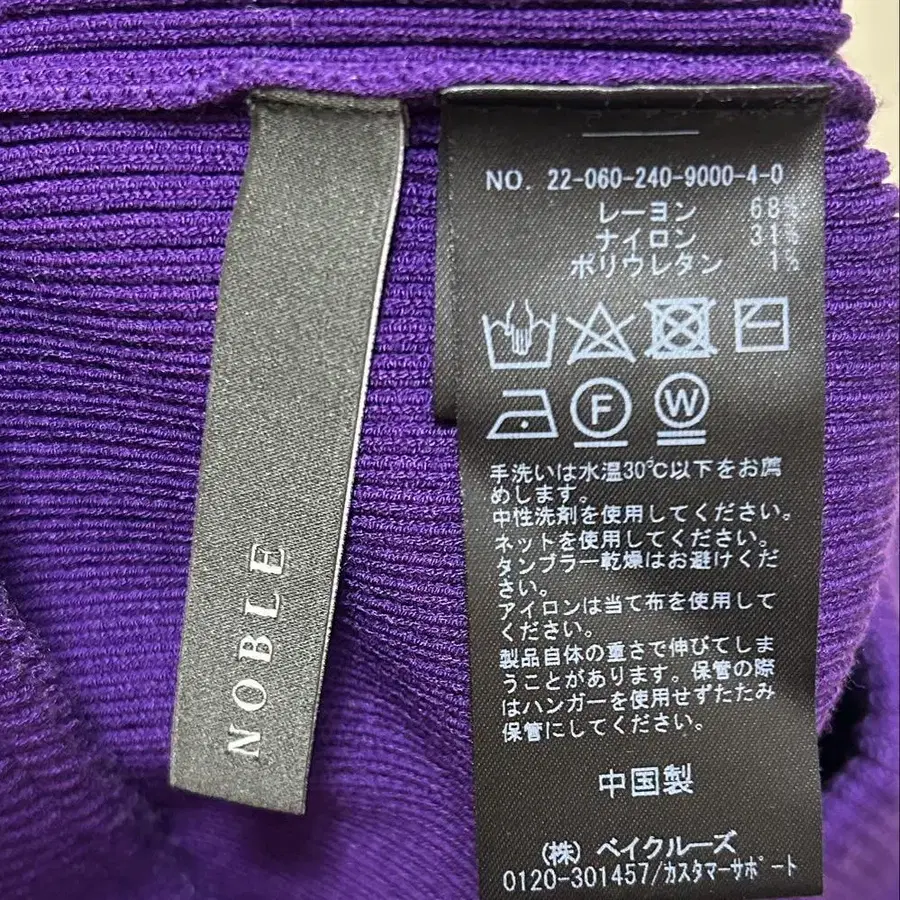 NOBLE
NO. 22-060-240-9000-4-0
レーヨン 68%
ナイロン 31%
ポリウレタン 1%
F W
手洗いは水温30℃以下をお薦
めします。
中性洗剤を使用してください。
ネットを使用してください。
タンブラー乾燥はお避けくだ
さい。
アイロンは当て布を使用して
ください。
製品自体の重さで伸びてしま
うことがあります。保管の際
はハンガーを使用せずたたみ
保管にしてください。
中国製
(株) ベイクルーズ
0120-301457/カスタマーサポート